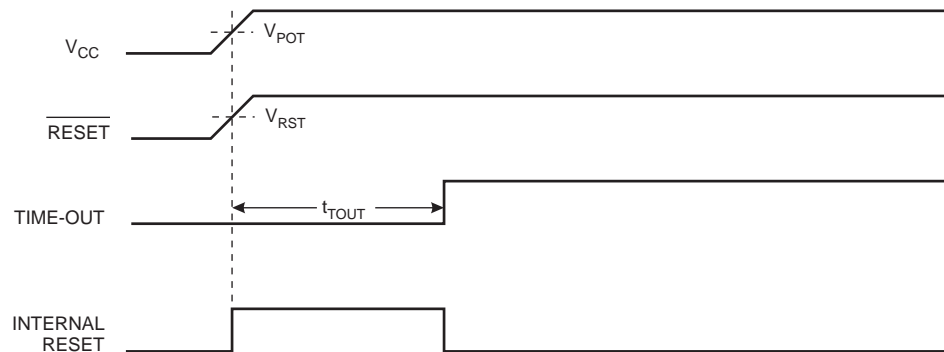 VCC
VPOT
RESET
VRST
TIME-OUT
tTOUT
INTERNAL
RESET